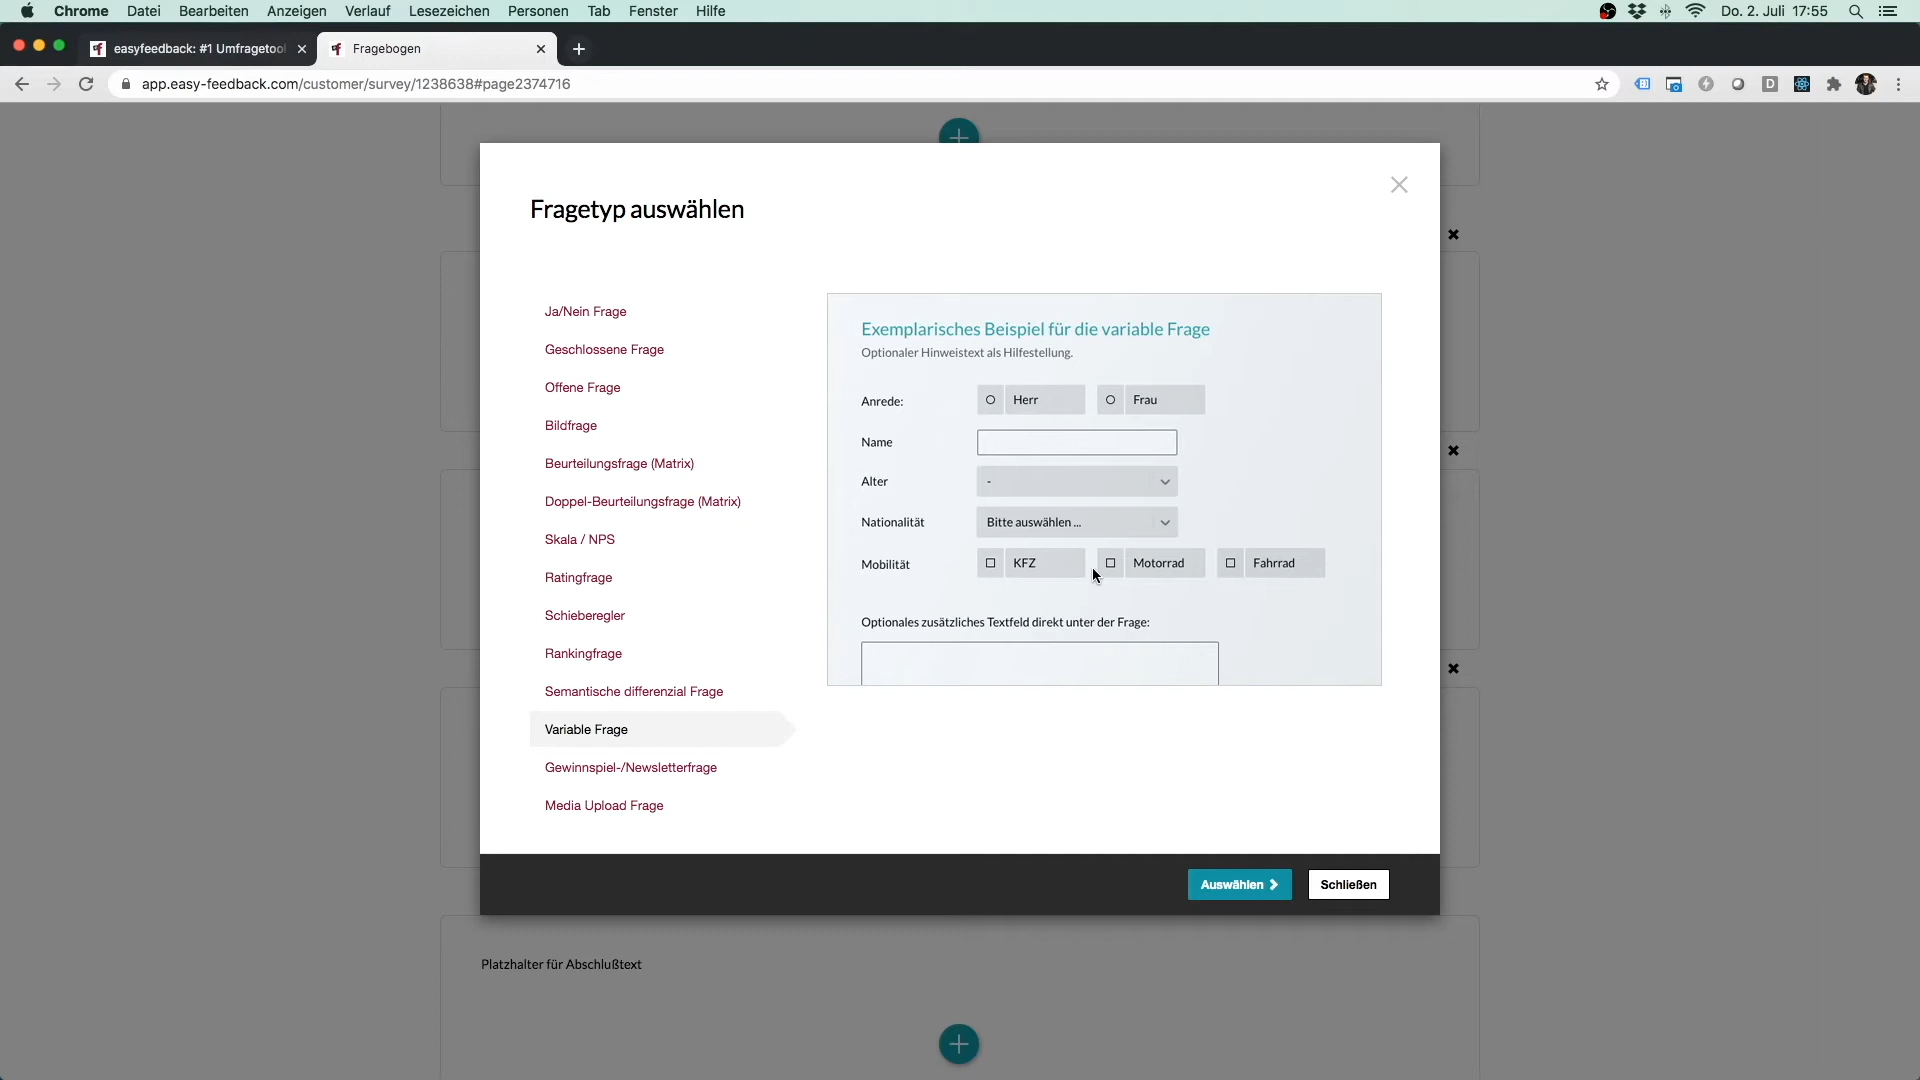 Chrome Datei Bearbeiten Anzeigen Verlauf Lesezeichen Personen Tab Fenster Hilfe Do. 2. Juli 17:55
easyfeedback: #1 Umfragetool Fragebogen
app.easy-feedback.com/customer/survey/1238638#page2374716
Fragetyp auswählen
Ja/Nein Frage
Geschlossene Frage
Offene Frage
Bildfrage
Beurteilungsfrage (Matrix)
Doppel-Beurteilungsfrage (Matrix)
Skala / NPS
Ratingfrage
Schieberegler
Rankingfrage
Semantische differenzial Frage
Variable Frage
Gewinnspiel-/Newsletterfrage
Media Upload Frage
Exemplarisches Beispiel für die variable Frage
Optionaler Hinweistext als Hilfestellung.
Anrede: Herr Frau
Name
Alter -
Nationalität Bitte auswählen ...
Mobilität KFZ Motorrad Fahrrad
Optionales zusätzliches Textfeld direkt unter der Frage:
Auswählen Schließen
Platzhalter für Abschlußtext